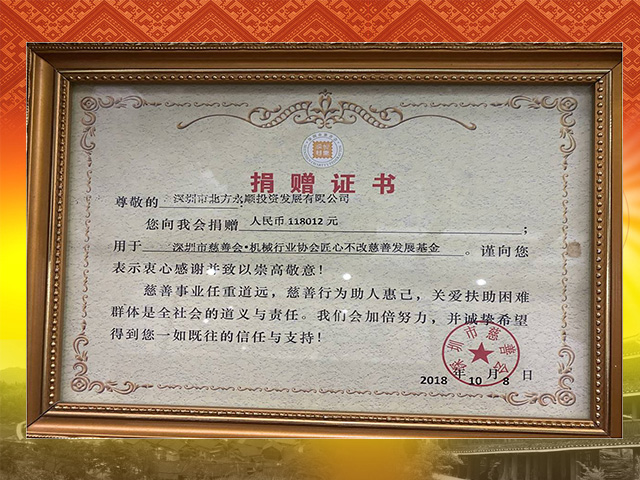 捐赠证书
尊敬的 深圳市北方永顺投资发展有限公司
您向我会捐赠 人民币 118012 元 ；
用于 深圳市慈善会·机械行业协会匠心不改慈善发展基金 。谨向您
表示衷心感谢并致以崇高敬意！
慈善事业任重道远，慈善行为助人惠己，关爱扶助困难
群体是全社会的道义与责任。我们会加倍努力，并诚挚希望
得到您一如既往的信任与支持！
深圳市慈善会
2018 年 10 月 8 日